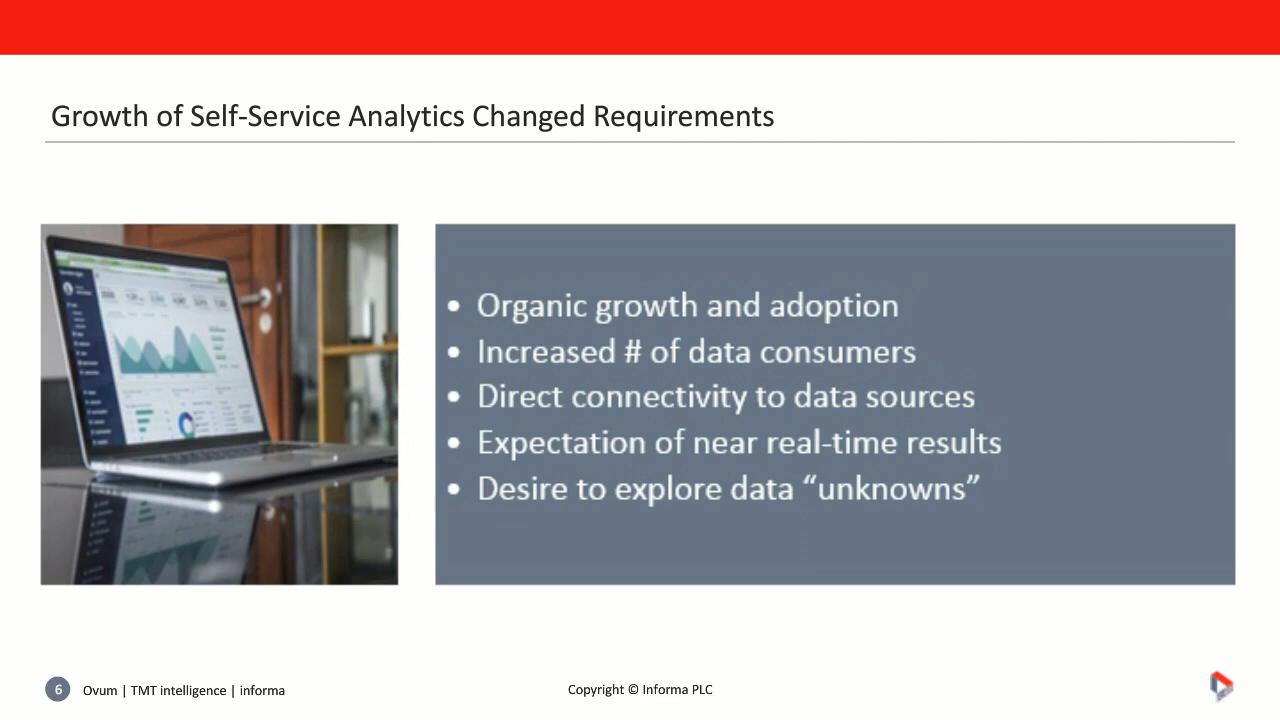 Growth of Self-Service Analytics Changed Requirements
• Organic growth and adoption
• Increased # of data consumers
• Direct connectivity to data sources
• Expectation of near real-time results
• Desire to explore data “unknowns”
6 Ovum | TMT intelligence | informa
Copyright © Informa PLC